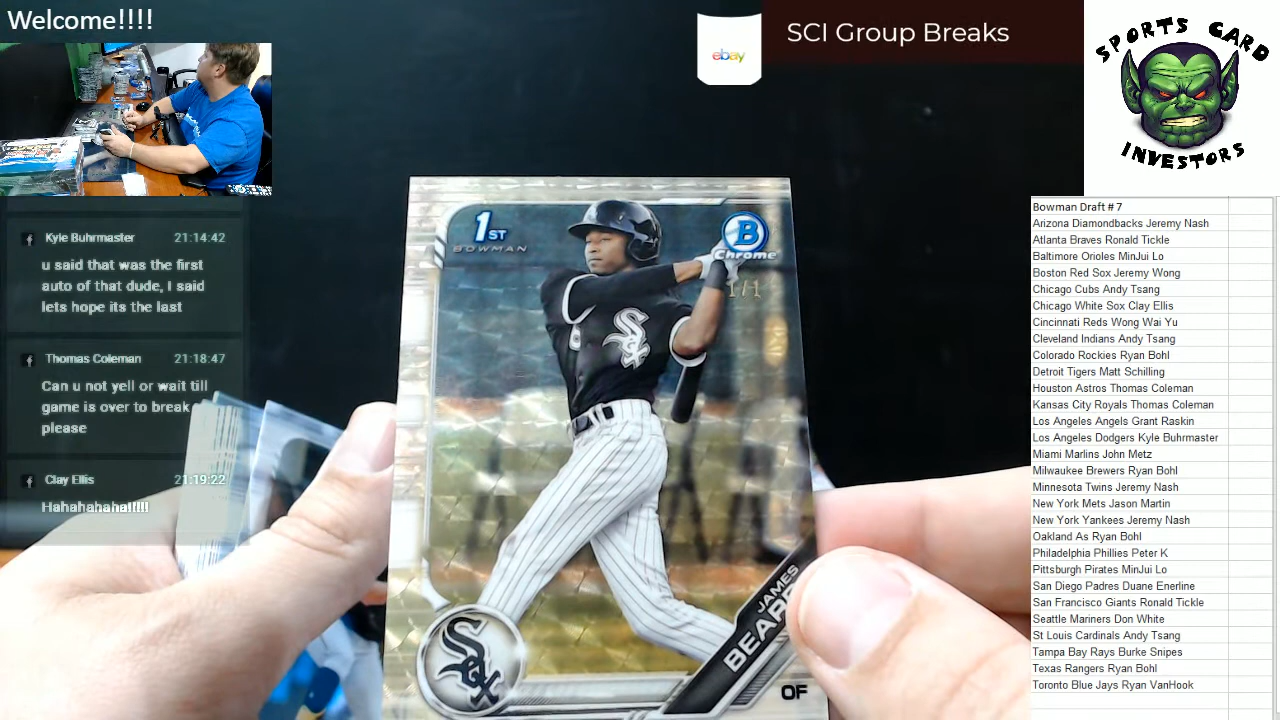 Welcome!!!!
ebay
SCI Group Breaks
SPORTS CARD
INVESTORS
Kyle Buhrmaster 21:14:42
u said that was the first
auto of that dude, I said
lets hope its the last
Thomas Coleman 21:18:47
Can u not yell or wait till
game is over to break
please
Clay Ellis 21:19:22
Hahahahaha!!!!!
1ST
BOWMAN
B
Chrome
1/1
Sox
Sox
JAMES
BEARD
OF
Bowman Draft #7
Arizona Diamondbacks Jeremy Nash
Atlanta Braves Ronald Tickle
Baltimore Orioles MinJui Lo
Boston Red Sox Jeremy Wong
Chicago Cubs Andy Tsang
Chicago White Sox Clay Ellis
Cincinnati Reds Wong Wai Yu
Cleveland Indians Andy Tsang
Colorado Rockies Ryan Bohl
Detroit Tigers Matt Schilling
Houston Astros Thomas Coleman
Kansas City Royals Thomas Coleman
Los Angeles Angels Grant Raskin
Los Angeles Dodgers Kyle Buhrmaster
Miami Marlins John Metz
Milwaukee Brewers Ryan Bohl
Minnesota Twins Jeremy Nash
New York Mets Jason Martin
New York Yankees Jeremy Nash
Oakland As Ryan Bohl
Philadelphia Phillies Peter K
Pittsburgh Pirates MinJui Lo
San Diego Padres Duane Enerline
San Francisco Giants Ronald Tickle
Seattle Mariners Don White
St Louis Cardinals Andy Tsang
Tampa Bay Rays Burke Snipes
Texas Rangers Ryan Bohl
Toronto Blue Jays Ryan VanHook